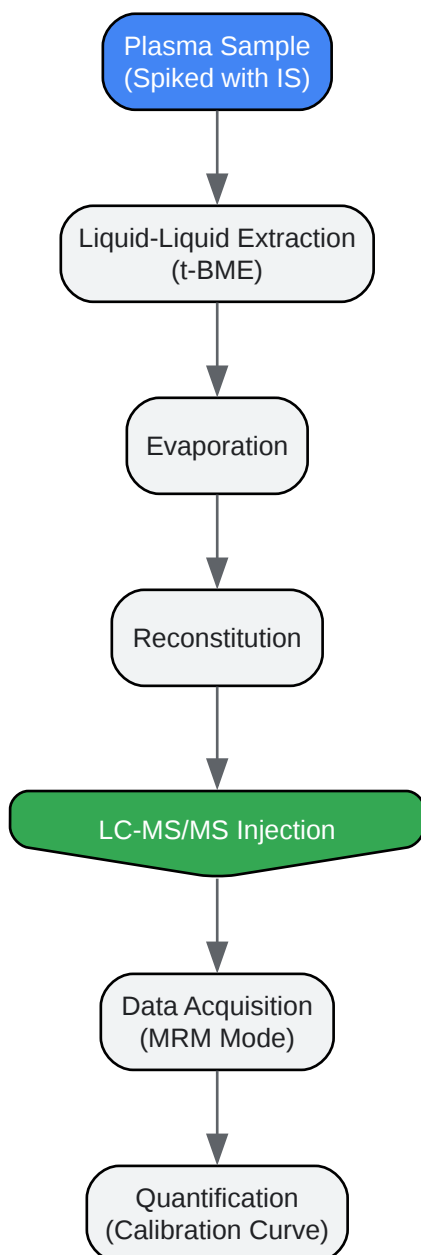 Plasma Sample
(Spiked with IS)
Liquid-Liquid Extraction
(t-BME)
Evaporation
Reconstitution
LC-MS/MS Injection
Data Acquisition
(MRM Mode)
Quantification
(Calibration Curve)